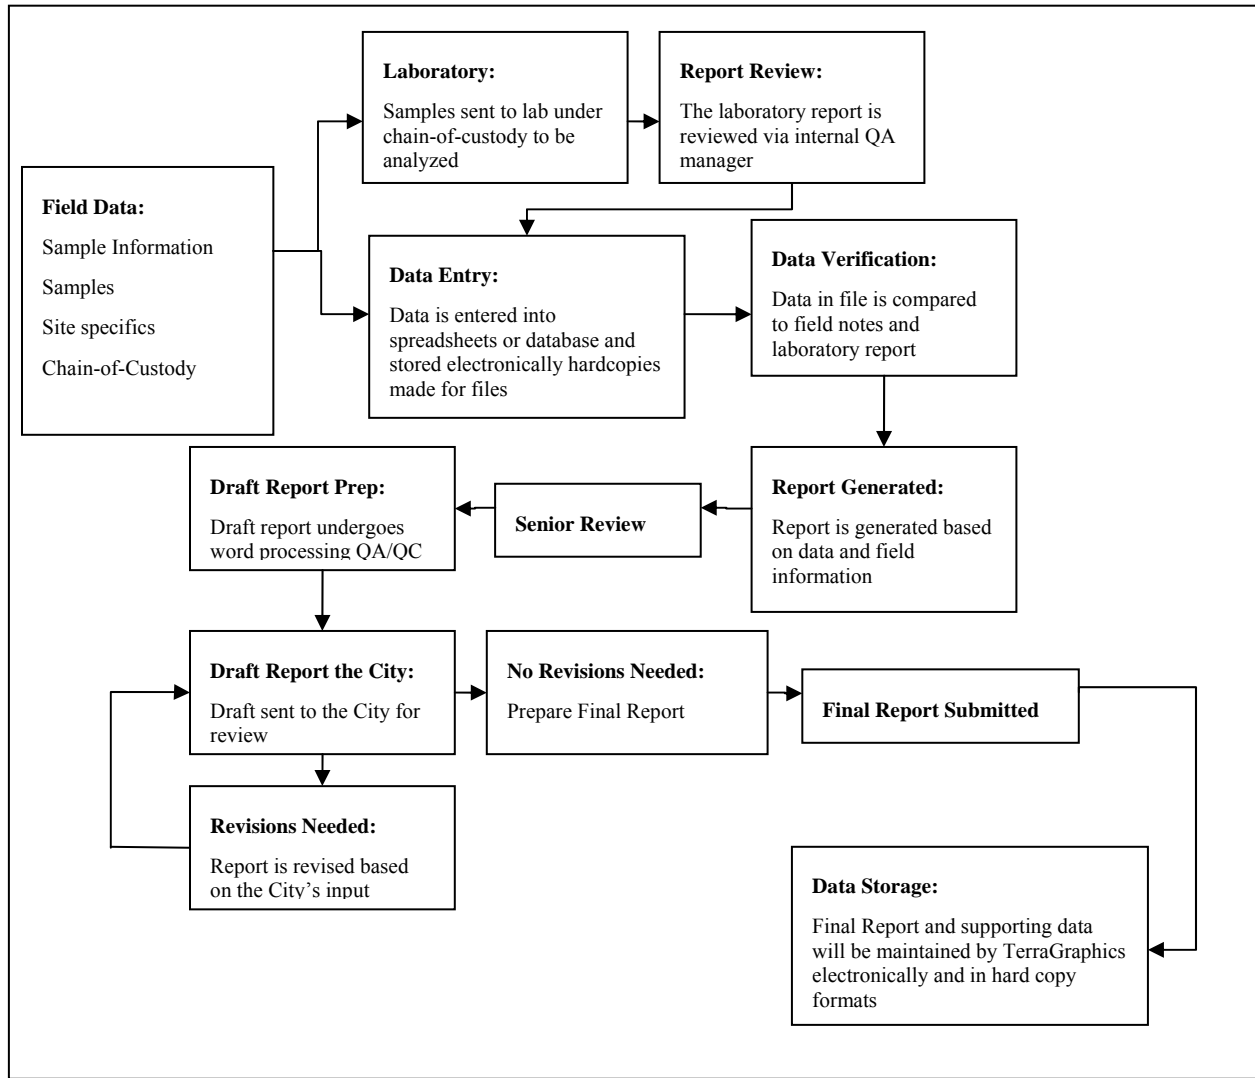 Laboratory:
Samples sent to lab under
chain-of-custody to be
analyzed
Report Review:
The laboratory report is
reviewed via internal QA
manager
Field Data:
Sample Information
Samples
Site specifics
Chain-of-Custody
Data Entry:
Data is entered into
spreadsheets or database and
stored electronically hardcopies
made for files
Data Verification:
Data in file is compared
to field notes and
laboratory report
Draft Report Prep:
Draft report undergoes
word processing QA/QC
Senior Review
Report Generated:
Report is generated based
on data and field
information
Draft Report the City:
Draft sent to the City for
review
No Revisions Needed:
Prepare Final Report
Final Report Submitted
Revisions Needed:
Report is revised based
on the City’s input
Data Storage:
Final Report and supporting data
will be maintained by TerraGraphics
electronically and in hard copy
formats